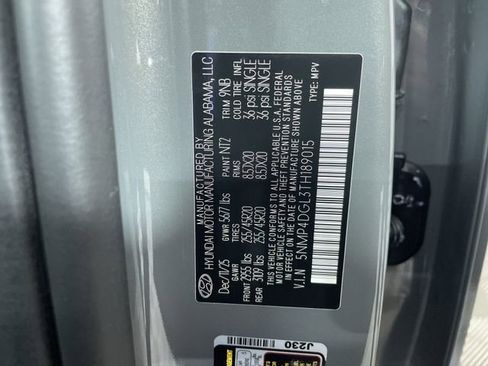 HYUNDAI MOTOR MANUFACTURING ALABAMA, LLC
Dec/11/25 GVWR 5677 lbs PAINT NT2 TRIM 9NB
GAWR TIRES RIMS COLD TIRE INFL
FRONT 2955 lbs 255/45R20 8.5JX20 36 psi SINGLE
REAR 3109 lbs 255/45R20 8.5JX20 36 psi SINGLE
THIS VEHICLE CONFORMS TO ALL APPLICABLE U.S.A. FEDERAL
MOTOR VEHICLE SAFETY, BUMPER, AND THEFT PREVENTION
STANDARDS IN EFFECT ON THE DATE OF MANUFACTURE SHOWN ABOVE
V.I.N 5NMP4DGL3TH189015 TYPE: MPV
J230